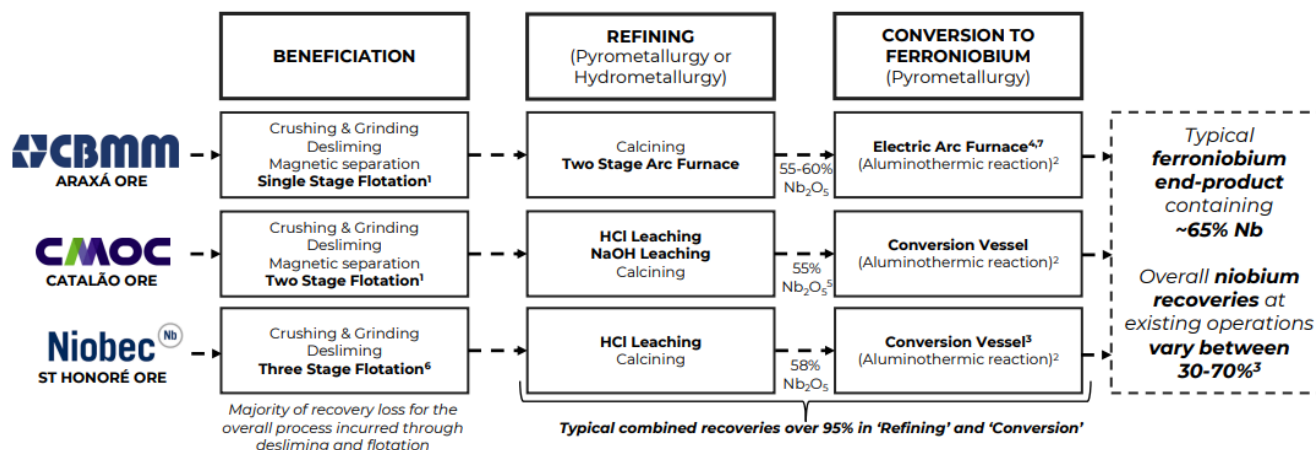 BENEFICIATION
REFINING
(Pyrometallurgy or
Hydrometallurgy)
CONVERSION TO
FERRONIOBIUM
(Pyrometallurgy)
CBMM
ARAXÁ ORE
Crushing & Grinding
Desliming
Magnetic separation
Single Stage Flotation¹
Calcining
Two Stage Arc Furnace
55-60%
Nb₂O₅
Electric Arc Furnace⁴,⁷
(Aluminothermic reaction)²
CMOC
CATALÃO ORE
Crushing & Grinding
Desliming
Magnetic separation
Two Stage Flotation¹
HCl Leaching
NaOH Leaching
Calcining
55%
Nb₂O₅⁵
Conversion Vessel
(Aluminothermic reaction)²
Niobec Nb
ST HONORÉ ORE
Crushing & Grinding
Desliming
Three Stage Flotation⁶
HCl Leaching
Calcining
58%
Nb₂O₅
Conversion Vessel³
(Aluminothermic reaction)²
Typical
ferroniobium
end-product
containing
~65% Nb
Overall niobium
recoveries at
existing operations
vary between
30-70%³
Majority of recovery loss for the
overall process incurred through
desliming and flotation
Typical combined recoveries over 95% in ‘Refining’ and ‘Conversion’